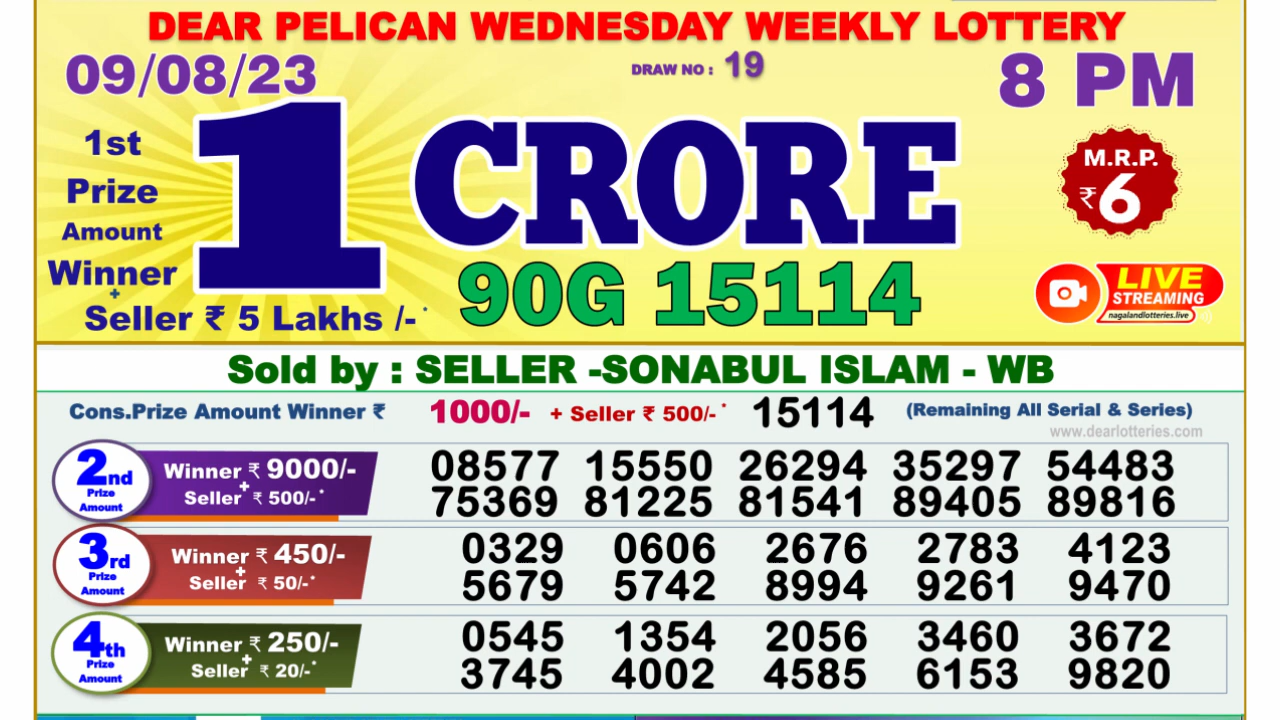 DEAR PELICAN WEDNESDAY WEEKLY LOTTERY
09/08/23
DRAW NO : 19
8 PM
1st
Prize
Amount
Winner
+
Seller ₹ 5 Lakhs /-*
1 CRORE
90G 15114
M.R.P.
₹6
LIVE
STREAMING
nagalandlotteries.live
Sold by : SELLER -SONABUL ISLAM - WB
Cons.Prize Amount Winner ₹ 1000/- + Seller ₹ 500/-* 15114 (Remaining All Serial & Series)
www.dearlotteries.com
2nd
Prize
Amount
Winner ₹ 9000/-
+
Seller ₹ 500/-*
08577 15550 26294 35297 54483
75369 81225 81541 89405 89816
3rd
Prize
Amount
Winner ₹ 450/-
+
Seller ₹ 50/-*
0329 0606 2676 2783 4123
5679 5742 8994 9261 9470
4th
Prize
Amount
Winner ₹ 250/-
+
Seller ₹ 20/-*
0545 1354 2056 3460 3672
3745 4002 4585 6153 9820